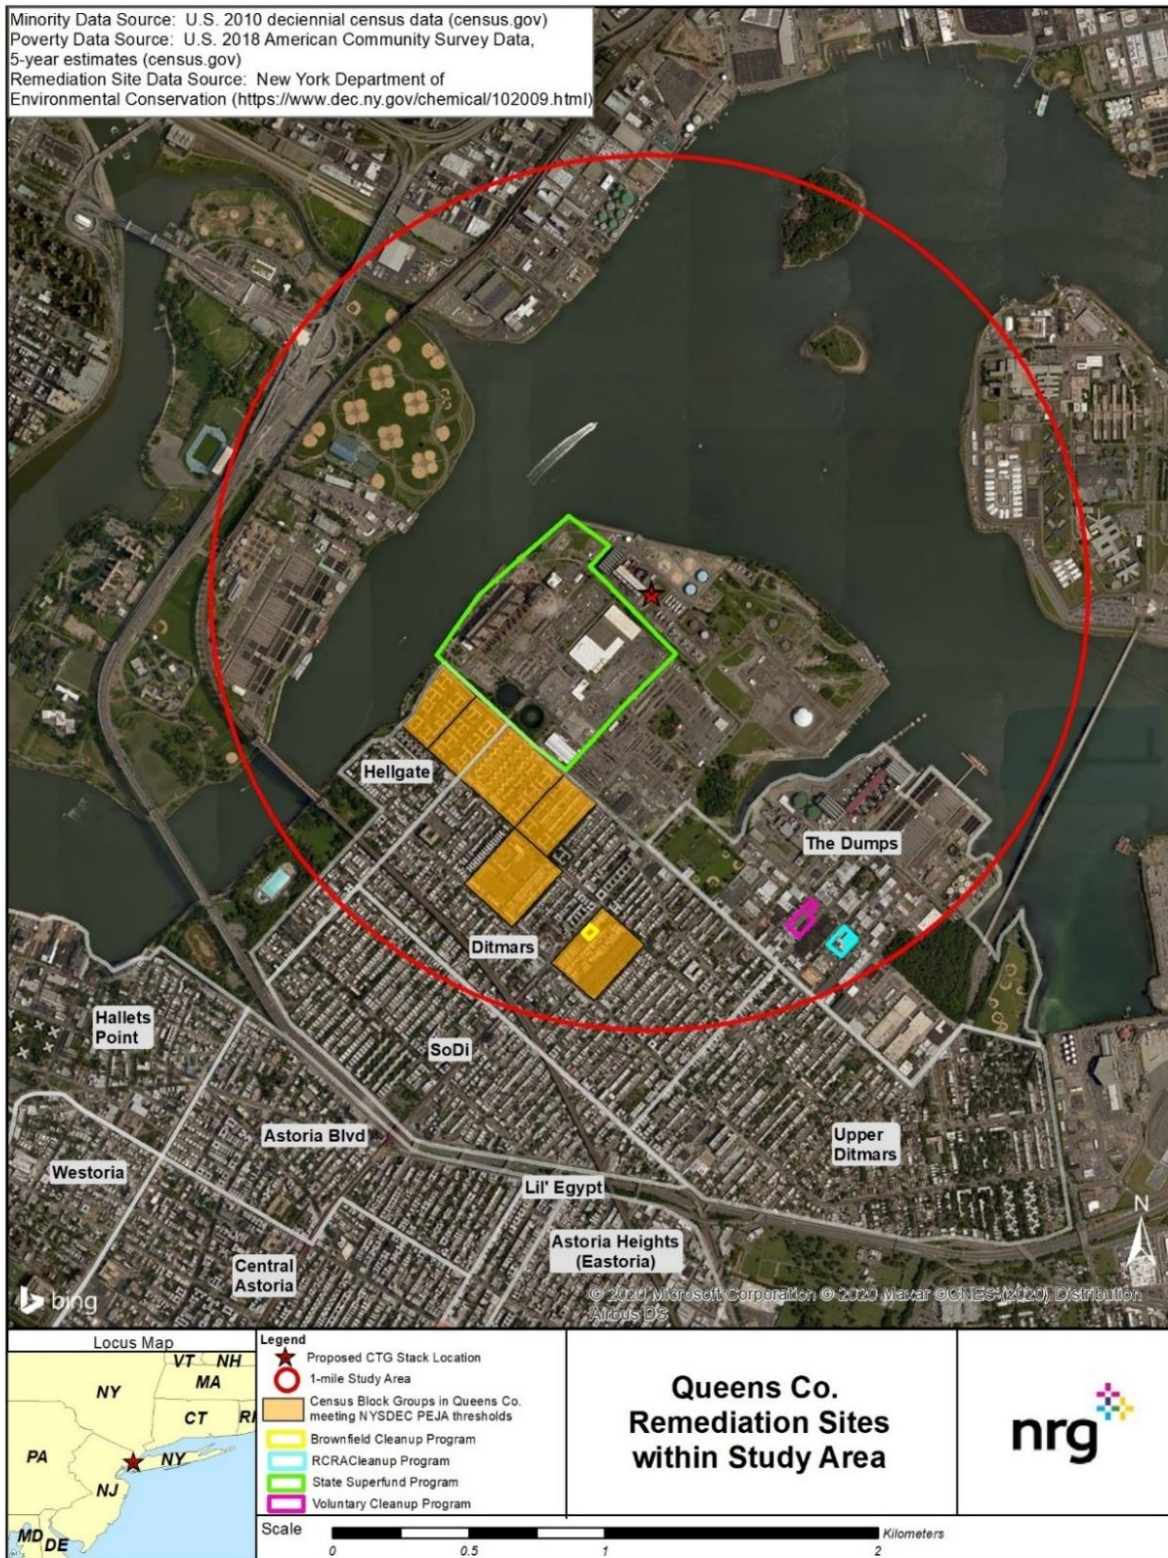 Minority Data Source: U.S. 2010 deciennial census data (census.gov)
Poverty Data Source: U.S. 2018 American Community Survey Data,
5-year estimates (census.gov)
Remediation Site Data Source: New York Department of
Environmental Conservation (https://www.dec.ny.gov/chemical/102009.html)
Hellgate
The Dumps
Ditmars
Hallets
Point
SoDi
Astoria Blvd
Upper
Ditmars
Westoria
Lil' Egypt
Astoria Heights
(Eastoria)
Central
Astoria
N
bing
© 2020 Microsoft Corporation © 2020 Maxar ©CNES (2020) Distribution
Airbus DS
Locus Map
VT NH
NY
MA
CT RI
PA
NY
NJ
MD DE
Legend
Proposed CTG Stack Location
1-mile Study Area
Census Block Groups in Queens Co.
meeting NYSDEC PEJA thresholds
Brownfield Cleanup Program
RCRACleanup Program
State Superfund Program
Voluntary Cleanup Program
Queens Co.
Remediation Sites
within Study Area
nrg
Scale
Kilometers
0 0.5 1 2